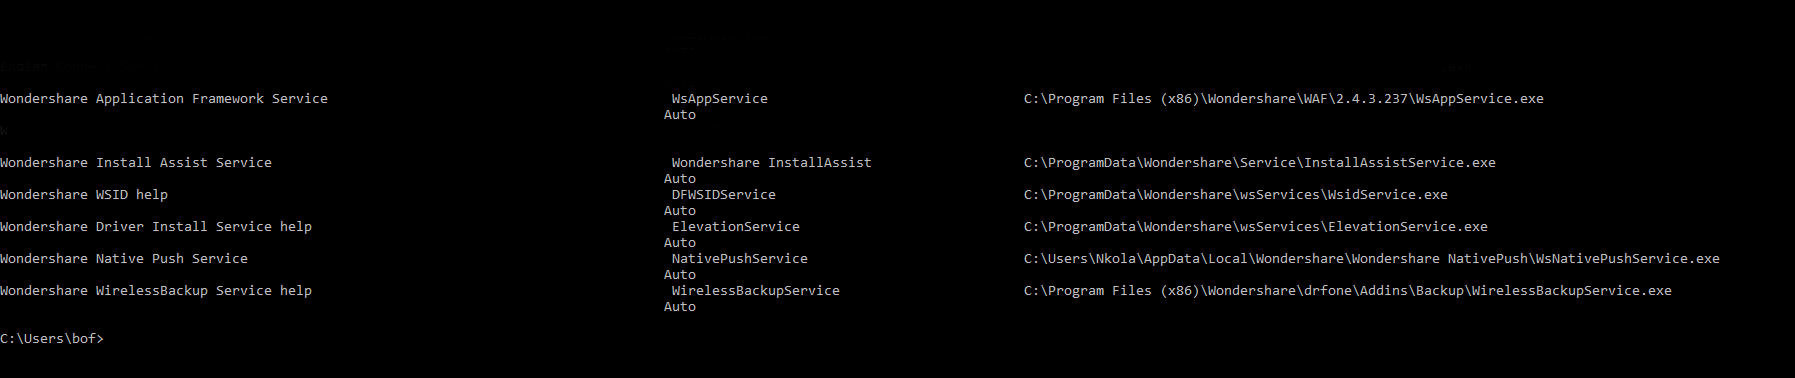 Wondershare Application Framework Service WsAppService C:\Program Files (x86)\Wondershare\WAF\2.4.3.237\WsAppService.exe
Auto
Wondershare Install Assist Service Wondershare InstallAssist C:\ProgramData\Wondershare\Service\InstallAssistService.exe
Auto
Wondershare WSID help DFWSIDService C:\ProgramData\Wondershare\wsServices\WsidService.exe
Auto
Wondershare Driver Install Service help ElevationService C:\ProgramData\Wondershare\wsServices\ElevationService.exe
Auto
Wondershare Native Push Service NativePushService C:\Users\Nkola\AppData\Local\Wondershare\Wondershare NativePush\WsNativePushService.exe
Auto
Wondershare WirelessBackup Service help WirelessBackupService C:\Program Files (x86)\Wondershare\drfone\Addins\Backup\WirelessBackupService.exe
Auto
C:\Users\bof>